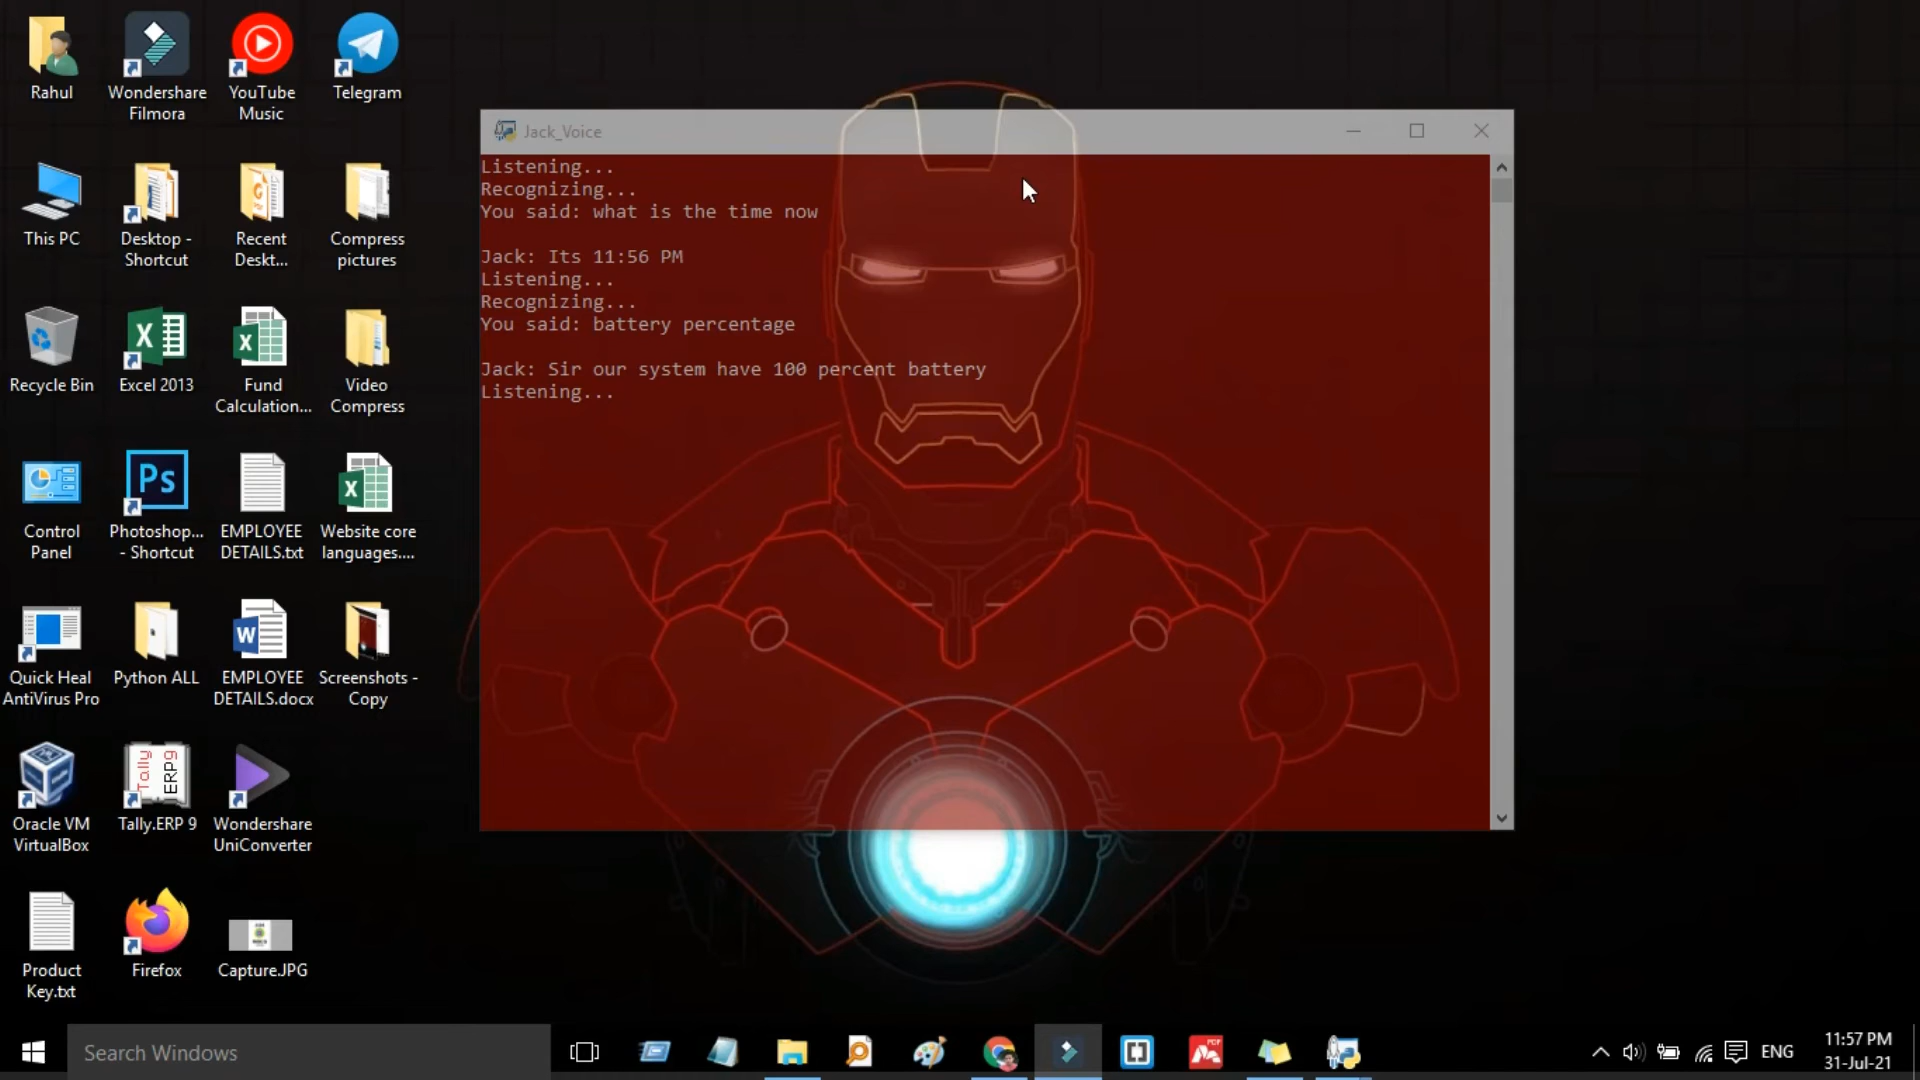 Rahul
Wondershare
Filmora
YouTube
Music
Telegram
This PC
Desktop -
Shortcut
Recent
Deskt...
Compress
pictures
Recycle Bin
Excel 2013
Fund
Calculation...
Video
Compress
Control
Panel
Ps
Photoshop...
- Shortcut
EMPLOYEE
DETAILS.txt
Website core
languages....
Quick Heal
AntiVirus Pro
Python ALL
EMPLOYEE
DETAILS.docx
Screenshots -
Copy
Oracle VM
VirtualBox
Tally
ERP9
Tally.ERP 9
Wondershare
UniConverter
Product
Key.txt
Firefox
Capture.JPG
Jack_Voice
Listening...
Recognizing...
You said: what is the time now
Jack: Its 11:56 PM
Listening...
Recognizing...
You said: battery percentage
Jack: Sir our system have 100 percent battery
Listening...
Search Windows
PDF
ENG
11:57 PM
31-Jul-21